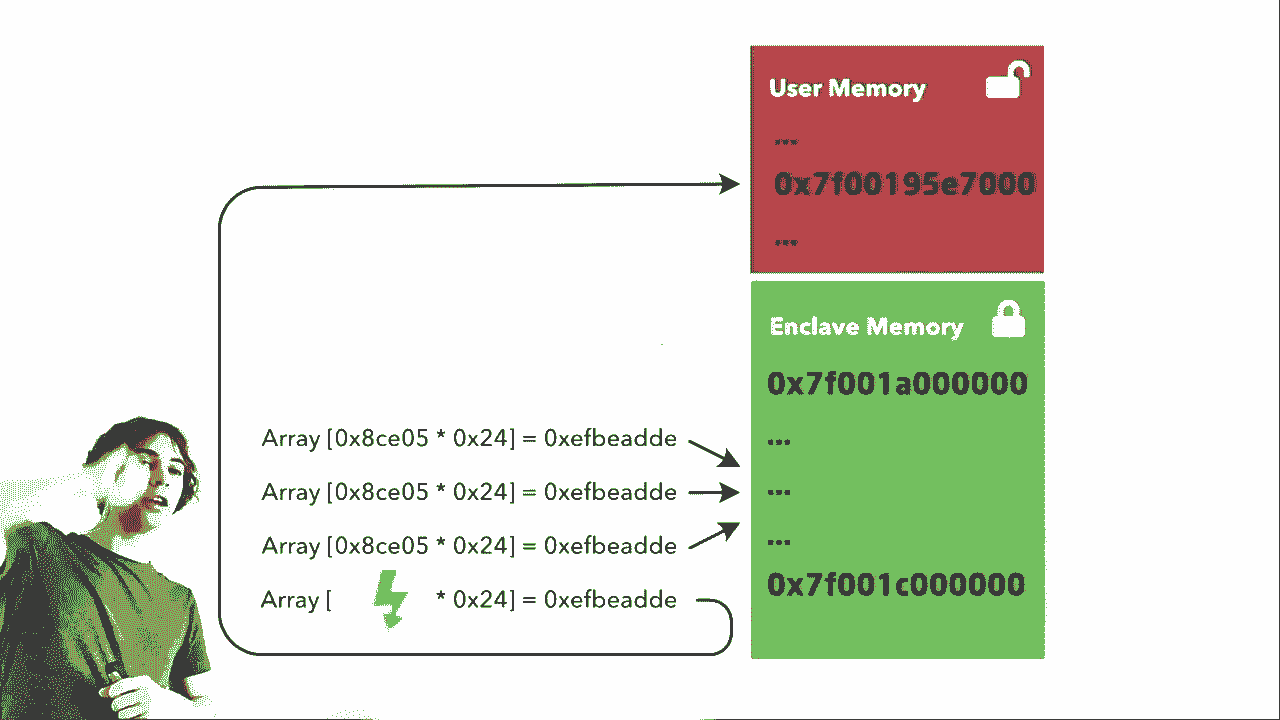 User Memory
...
0x7f00195e7000
...
Enclave Memory
0x7f001a000000
...
...
...
0x7f001c000000
Array [0x8ce05 * 0x24] = 0xefbeadde
Array [0x8ce05 * 0x24] = 0xefbeadde
Array [0x8ce05 * 0x24] = 0xefbeadde
Array [ * 0x24] = 0xefbeadde